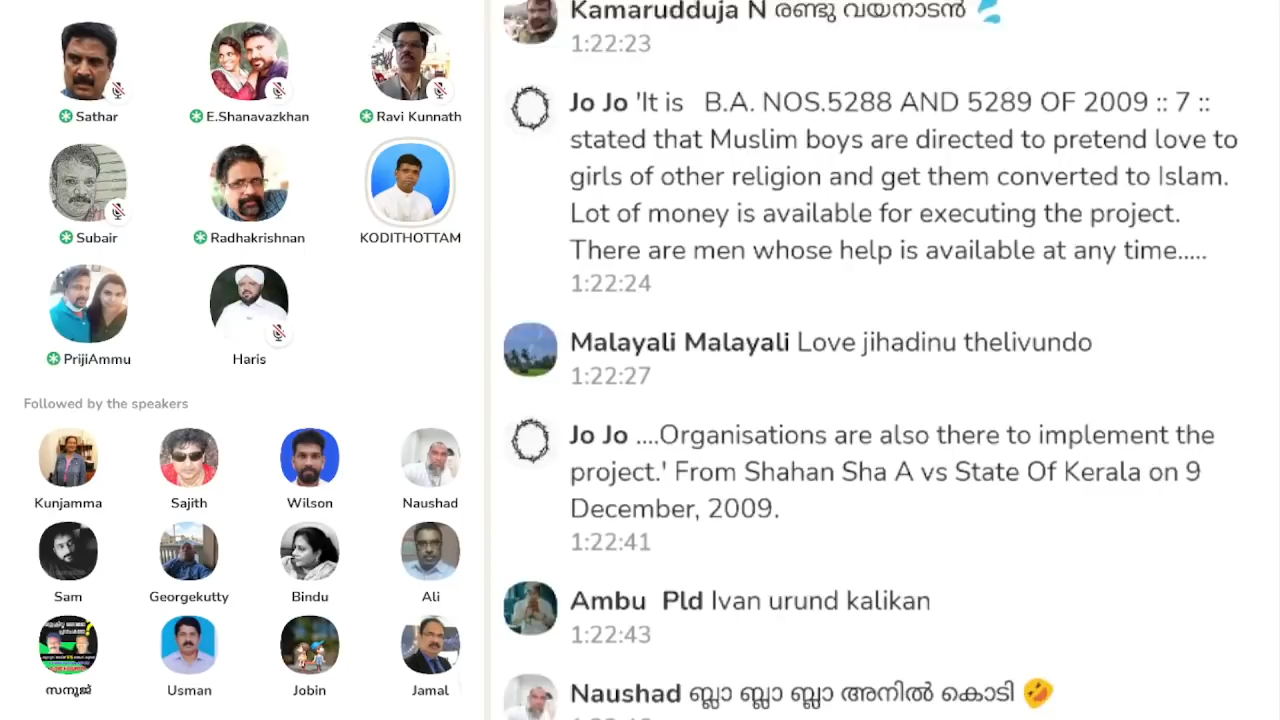 Sathar
E.Shanavazkhan
Ravi Kunnath
Subair
Radhakrishnan
KODITHOTTAM
PrijiAmmu
Haris
Followed by the speakers
Kunjamma
Sajith
Wilson
Naushad
Sam
Georgekutty
Bindu
Ali
സനൂജ്
Usman
Jobin
Jamal
Kamarudduja N രണ്ടു വയനാടൻ 💦
1:22:23
Jo Jo 'It is B.A. NOS.5288 AND 5289 OF 2009 :: 7 ::
stated that Muslim boys are directed to pretend love to
girls of other religion and get them converted to Islam.
Lot of money is available for executing the project.
There are men whose help is available at any time.....
1:22:24
Malayali Malayali Love jihadinu thelivundo
1:22:27
Jo Jo ....Organisations are also there to implement the
project.' From Shahan Sha A vs State Of Kerala on 9
December, 2009.
1:22:41
Ambu Pld Ivan urund kalikan
1:22:43
Naushad ബ്ലാ ബ്ലാ ബ്ലാ അനിൽ കൊടി 🤣